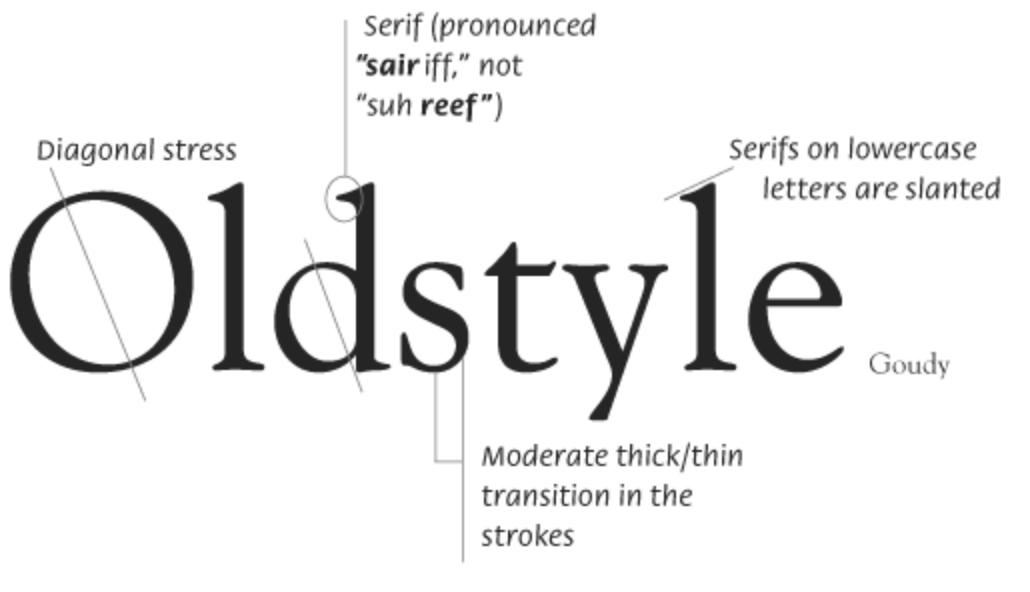 Serif (pronounced
“sair iff,” not
“suh reef”)
Diagonal stress
Serifs on lowercase
letters are slanted
Oldstyle
Goudy
Moderate thick/thin
transition in the
strokes